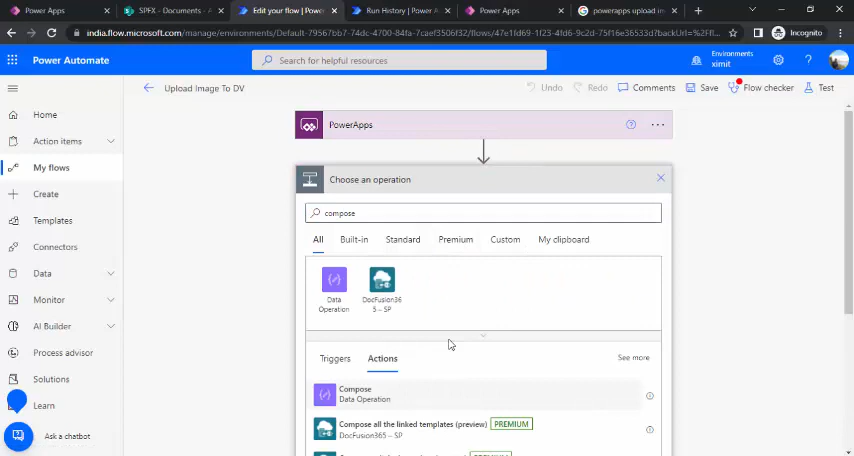 Power Apps
SPFX - Documents - A
Edit your flow | Powe
Run History | Power A
Power Apps
powerapps upload im
india.flow.microsoft.com/manage/environments/Default-79567bb7-74dc-4700-84fa-7caef3506f32/flows/47e1fd69-13c3-4fd6-9c2d-75f16e36533d?backUrl=%2Ffl
Incognito
Power Automate
Search for helpful resources
Environments
ximit
Upload Image To DV
Undo
Redo
Comments
Save
Flow checker
Test
Home
Action items
My flows
Create
Templates
Connectors
Data
Monitor
AI Builder
Process advisor
Solutions
Learn
Ask a chatbot
PowerApps
Choose an operation
compose
All
Built-in
Standard
Premium
Custom
My clipboard
Data
Operation
DocFusion36
5 – SP
Triggers
Actions
See more
Compose
Data Operation
Compose all the linked templates (preview) PREMIUM
DocFusion365 – SP